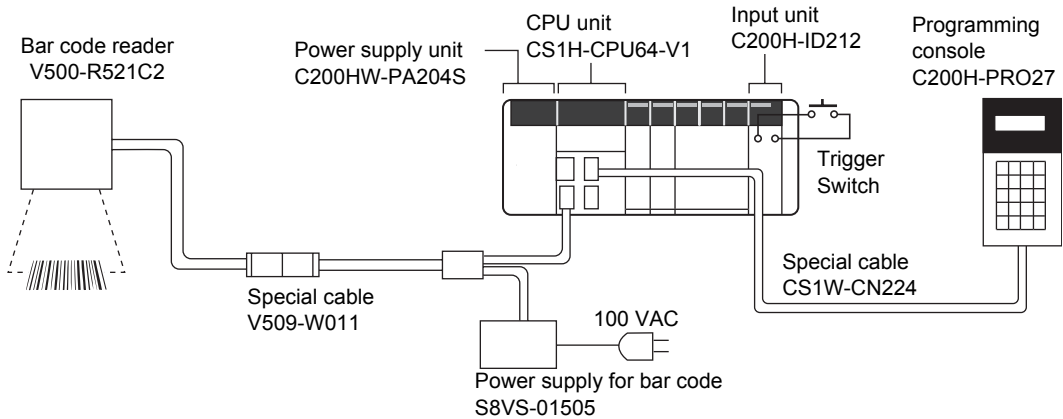 Bar code reader
V500-R521C2
Power supply unit
C200HW-PA204S
CPU unit
CS1H-CPU64-V1
Input unit
C200H-ID212
Programming
console
C200H-PRO27
Trigger
Switch
Special cable
V509-W011
Special cable
CS1W-CN224
100 VAC
Power supply for bar code
S8VS-01505